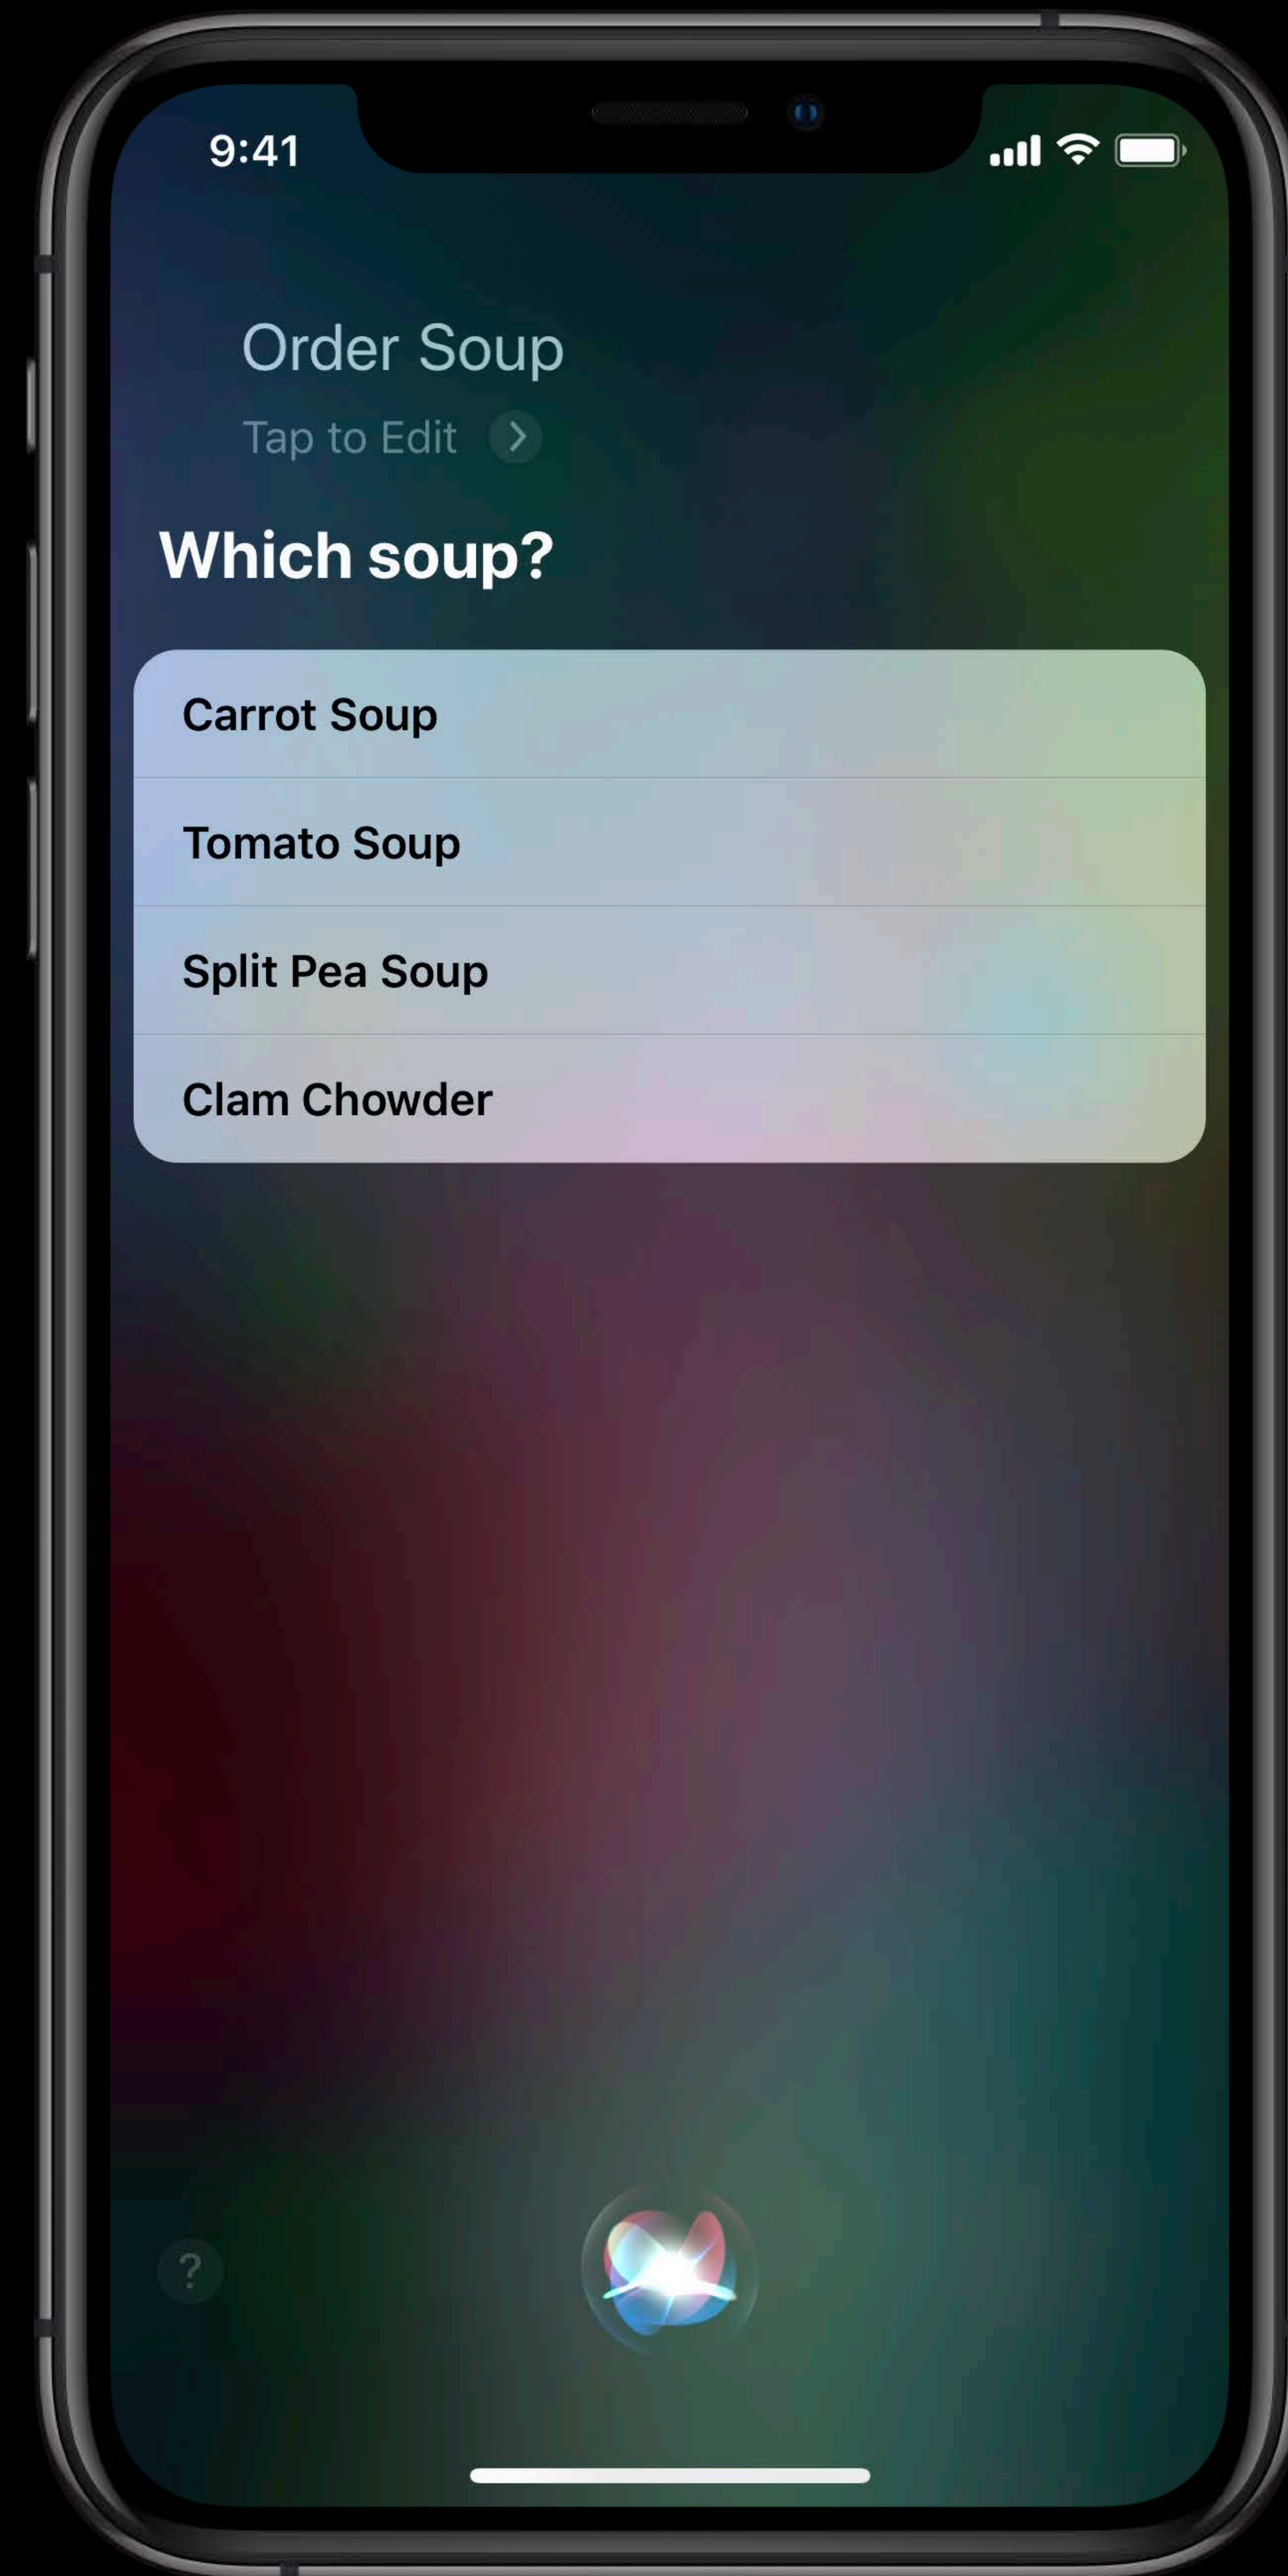 9:41
Order Soup
Tap to Edit
Which soup?
Carrot Soup
Tomato Soup
Split Pea Soup
Clam Chowder
?